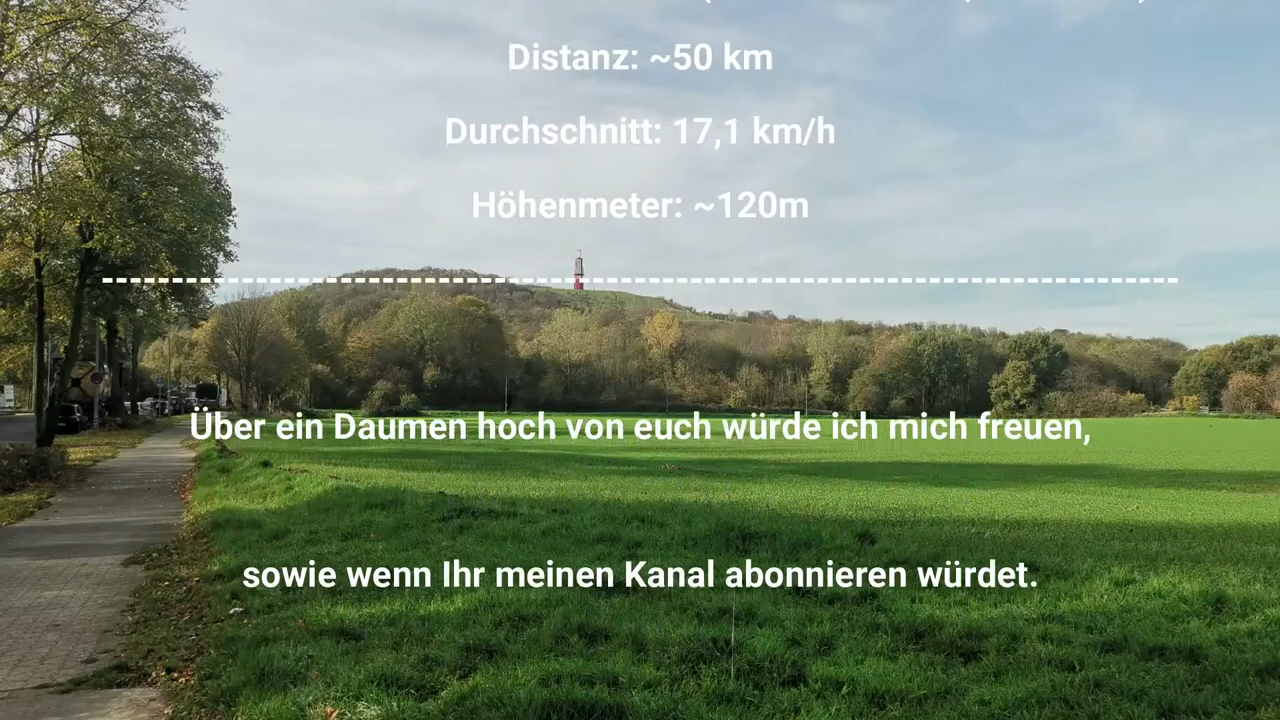 Distanz: ~50 km
Durchschnitt: 17,1 km/h
Höhenmeter: ~120m
Über ein Daumen hoch von euch würde ich mich freuen,
sowie wenn Ihr meinen Kanal abonnieren würdet.